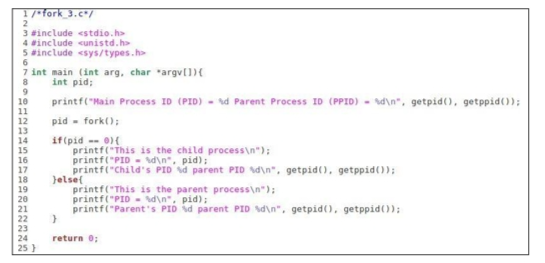 1 /*fork_3.c*/
2
3 #include <stdio.h>
4 #include <unistd.h>
5 #include <sys/types.h>
6
7 int main (int arg, char *argv[]){
8     int pid;
9
10     printf("Main Process ID (PID) = %d Parent Process ID (PPID) = %d\n", getpid(), getppid());
11
12     pid = fork();
13
14     if(pid == 0){
15         printf("This is the child process\n");
16         printf("PID = %d\n", pid);
17         printf("Child's PID %d parent PID %d\n", getpid(), getppid());
18     }else{
19         printf("This is the parent process\n");
20         printf("PID = %d\n", pid);
21         printf("Parent's PID %d parent PID %d\n", getpid(), getppid());
22     }
23
24     return 0;
25 }